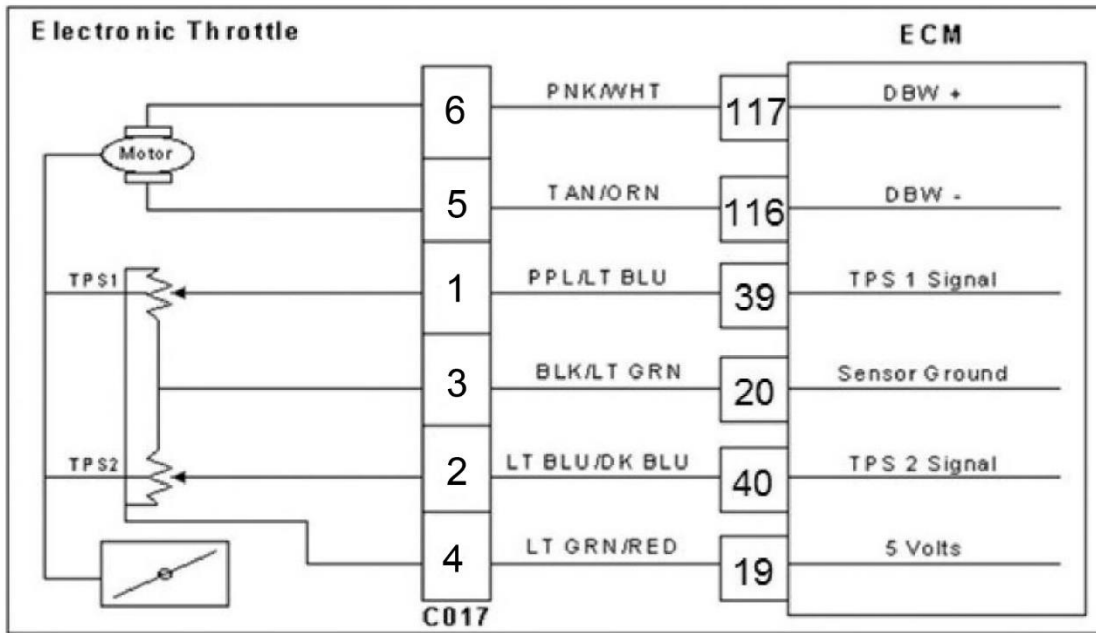 Electronic Throttle
ECM
6 PNK/WHT 117 DBW +
Motor
5 TAN/ORN 116 DBW -
TPS1 1 PPL/LT BLU 39 TPS 1 Signal
3 BLK/LT GRN 20 Sensor Ground
TPS2 2 LT BLU/DK BLU 40 TPS 2 Signal
4 LT GRN/RED 19 5 Volts
C017